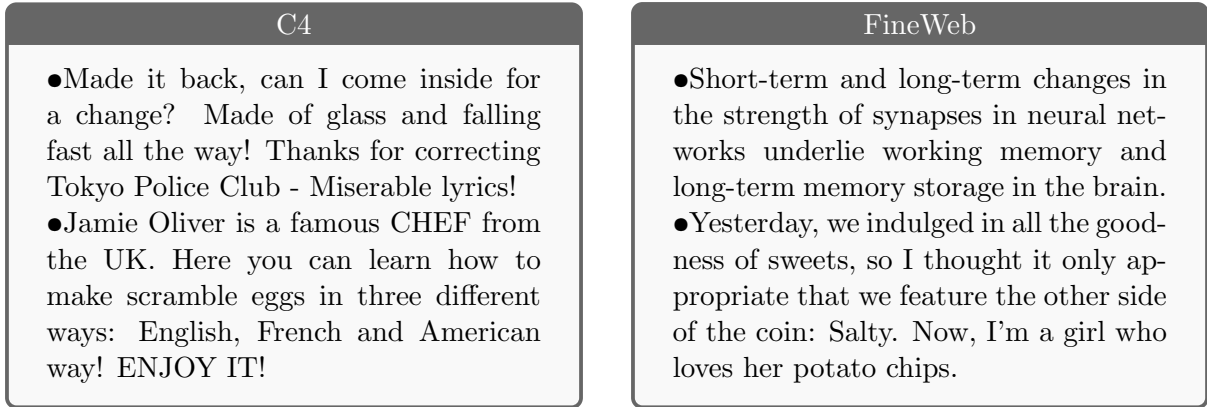 C4
●Made it back, can I come inside for
a change? Made of glass and falling
fast all the way! Thanks for correcting
Tokyo Police Club - Miserable lyrics!
●Jamie Oliver is a famous CHEF from
the UK. Here you can learn how to
make scramble eggs in three different
ways: English, French and American
way! ENJOY IT!
FineWeb
●Short-term and long-term changes in
the strength of synapses in neural net-
works underlie working memory and
long-term memory storage in the brain.
●Yesterday, we indulged in all the good-
ness of sweets, so I thought it only ap-
propriate that we feature the other side
of the coin: Salty. Now, I'm a girl who
loves her potato chips.